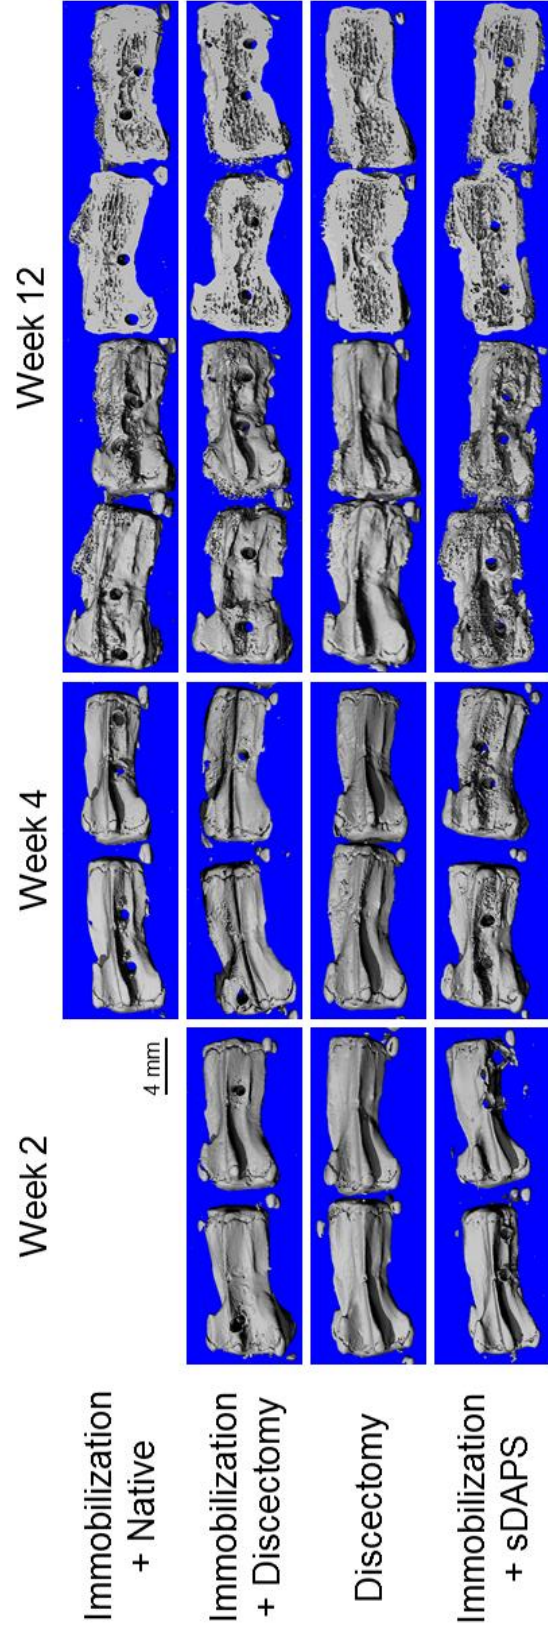 Week 2
Week 4
Week 12
Immobilization
+ Native
4 mm
Immobilization
+ Discectomy
Discectomy
Immobilization
+ sDAPS